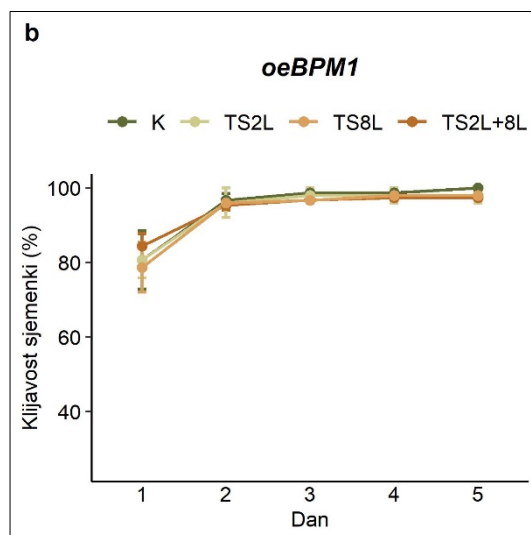 b
oeBPM1
K TS2L TS8L TS2L+8L
Klijavost sjemenki (%)
100
80
60
40
1 2 3 4 5
Dan